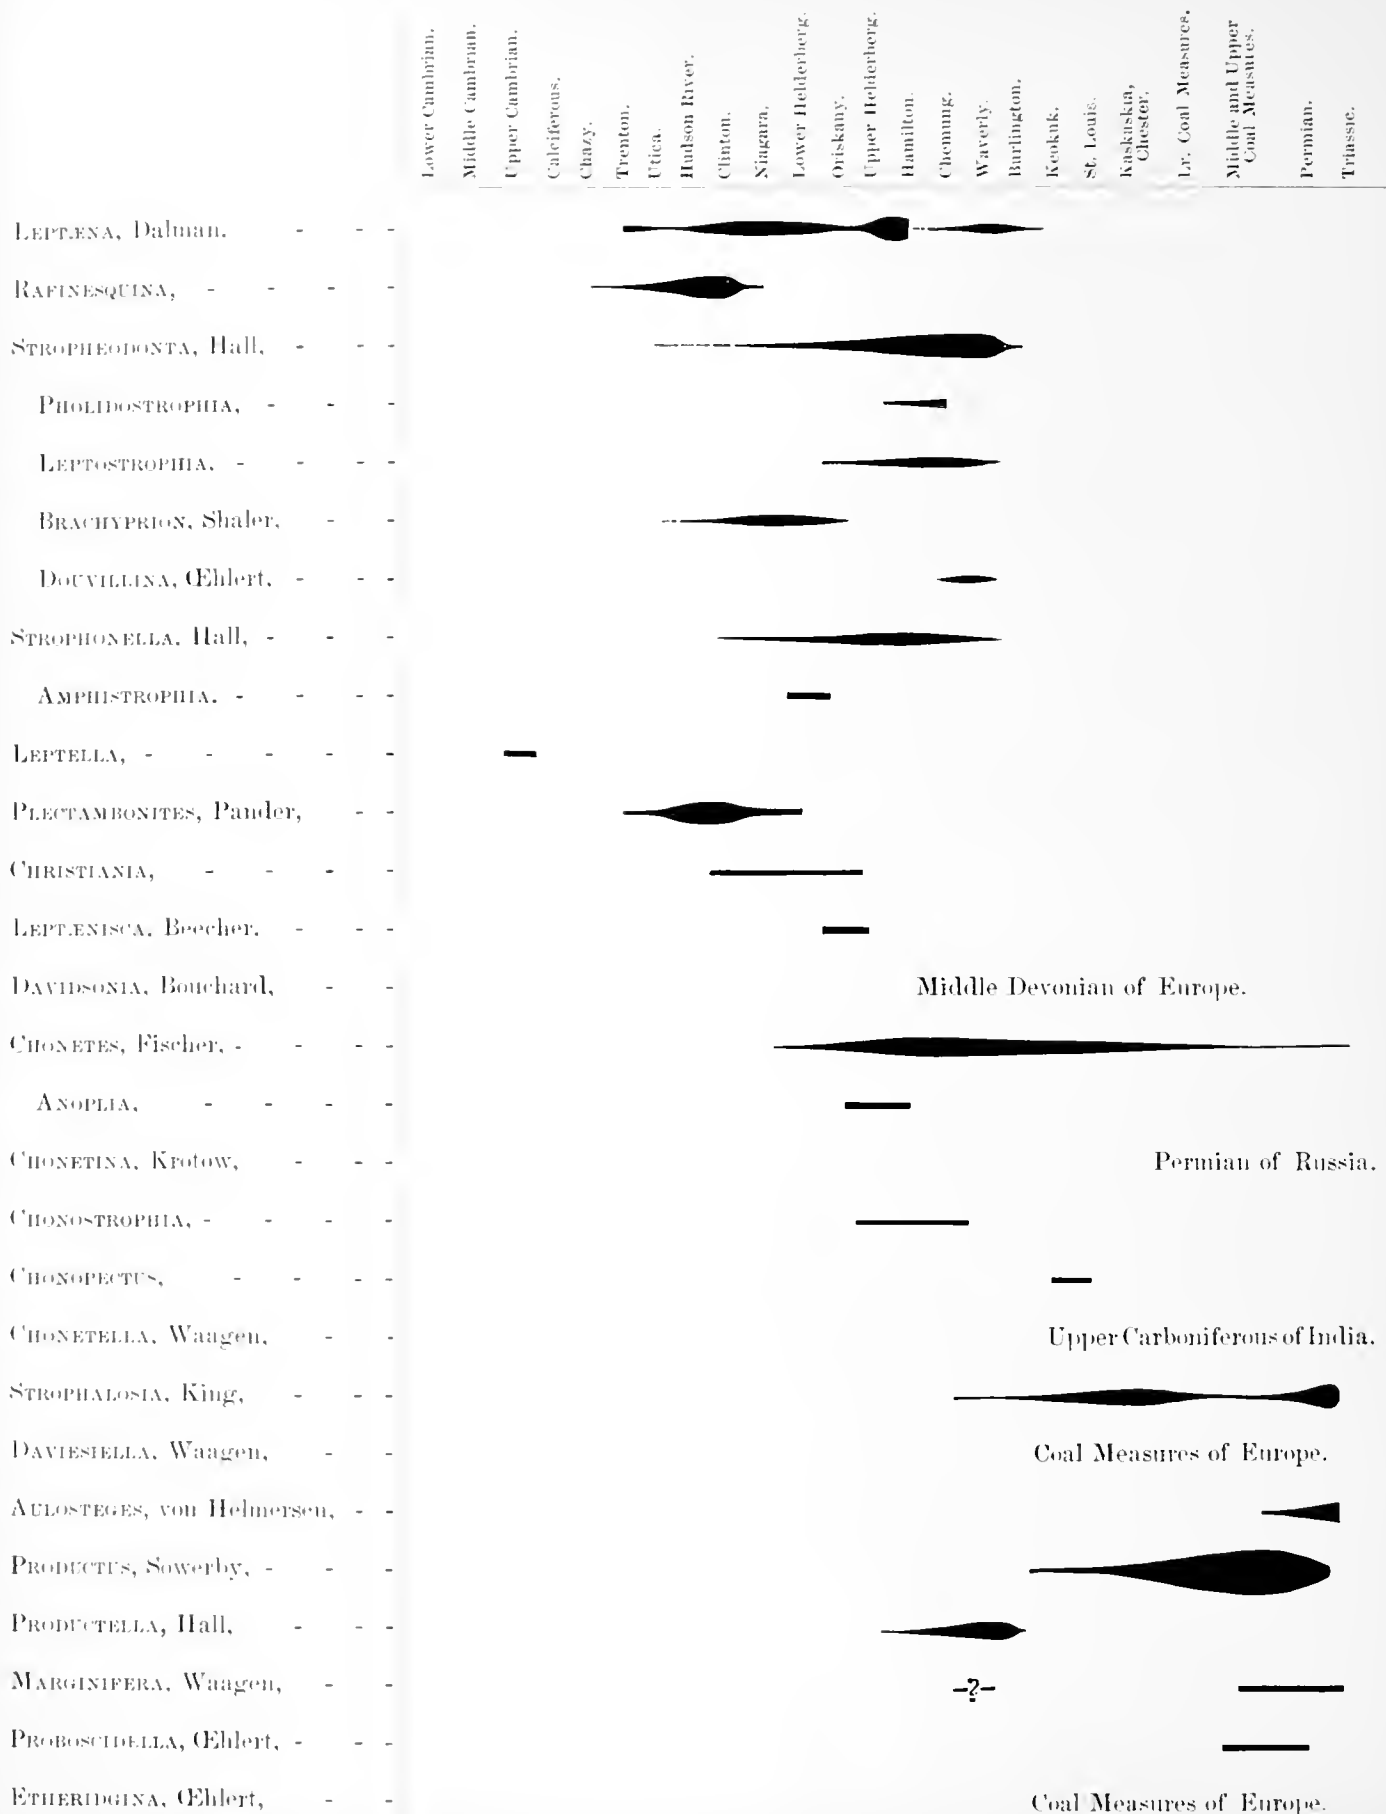 Lower Cambrian.
Middle Cambrian.
Upper Cambrian.
Calciferous.
Chazy.
Trenton.
Utica.
Hudson River.
Clinton.
Niagara.
Lower Helderberg.
Oriskany.
Upper Helderberg.
Hamilton.
Chemung.
Waverly.
Burlington.
Keokuk.
St. Louis.
Kaskaskia,
Chester.
Lr. Coal Measures.
Middle and Upper
Coal Measures.
Permian.
Triassic.
LEPTÆNA, Dalman. - - -
RAFINESQUINA, - - - -
STROPHEODONTA, Hall, - - -
PHOLIDOSTROPHIA, - - -
LEPTOSTROPHIA. - - - -
BRACHYPRION, Shaler, - -
DOUVILLINA, Œhlert, - - -
STROPHONELLA, Hall, - - -
AMPHISTROPHIA. - - - -
LEPTELLA, - - - - -
PLECTAMBONITES, Pander, - -
CHRISTIANIA, - - - -
LEPTÆNISCA, Beecher. - - -
DAVIDSONIA, Bouchard, - - Middle Devonian of Europe.
CHONETES, Fischer, - - - -
ANOPLIA, - - - -
CHONETINA, Krotow, - - - Permian of Russia.
CHONOSTROPHIA, - - - -
CHONOPECTUS, - - - -
CHONETELLA, Waagen, - - Upper Carboniferous of India.
STROPHALOSIA, King, - - - -
DAVIESIELLA, Waagen, - - Coal Measures of Europe.
AULOSTEGES, von Helmersen, - -
PRODUCTUS, Sowerby, - - -
PRODUCTELLA, Hall, - - -
MARGINIFERA, Waagen, - - -?-
PROBOSCIDELLA, Œhlert, - - -
ETHERIDGINA, Œhlert, - - Coal Measures of Europe.